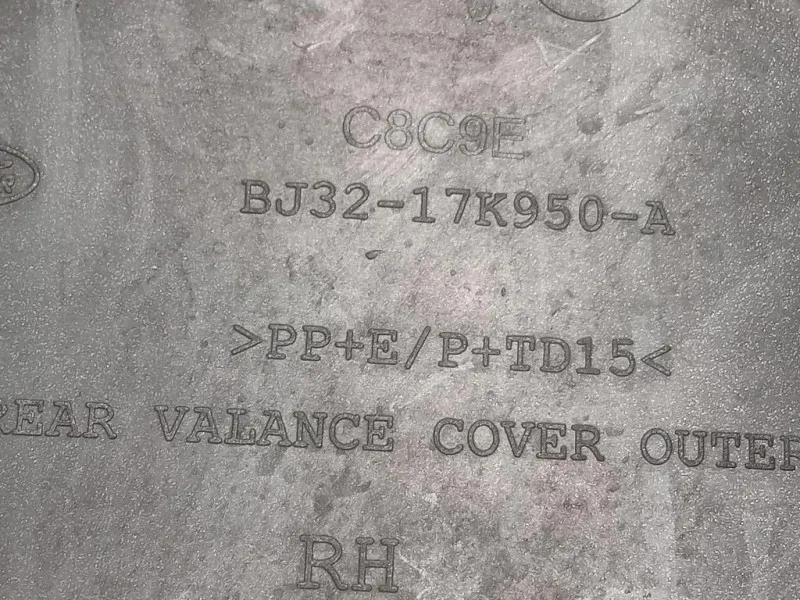 C8C9E
BJ32-17K950-A
>PP+E/P+TD15<
REAR VALANCE COVER OUTER
RH